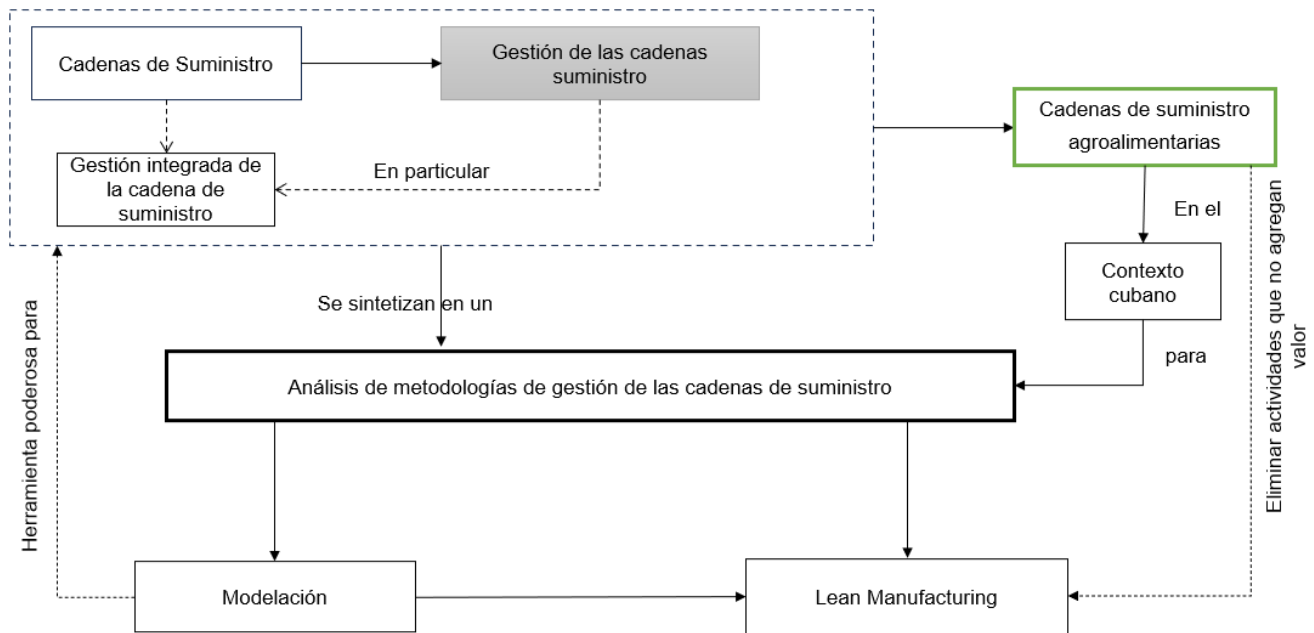 Cadenas de Suministro
Gestión de las cadenas
suministro
Cadenas de suministro
agroalimentarias
Gestión integrada de
la cadena de
suministro
En particular
En el
Contexto
cubano
Se sintetizan en un
para
Análisis de metodologías de gestión de las cadenas de suministro
Herramienta poderosa para
Eliminar actividades que no agregan
valor
Modelación
Lean Manufacturing